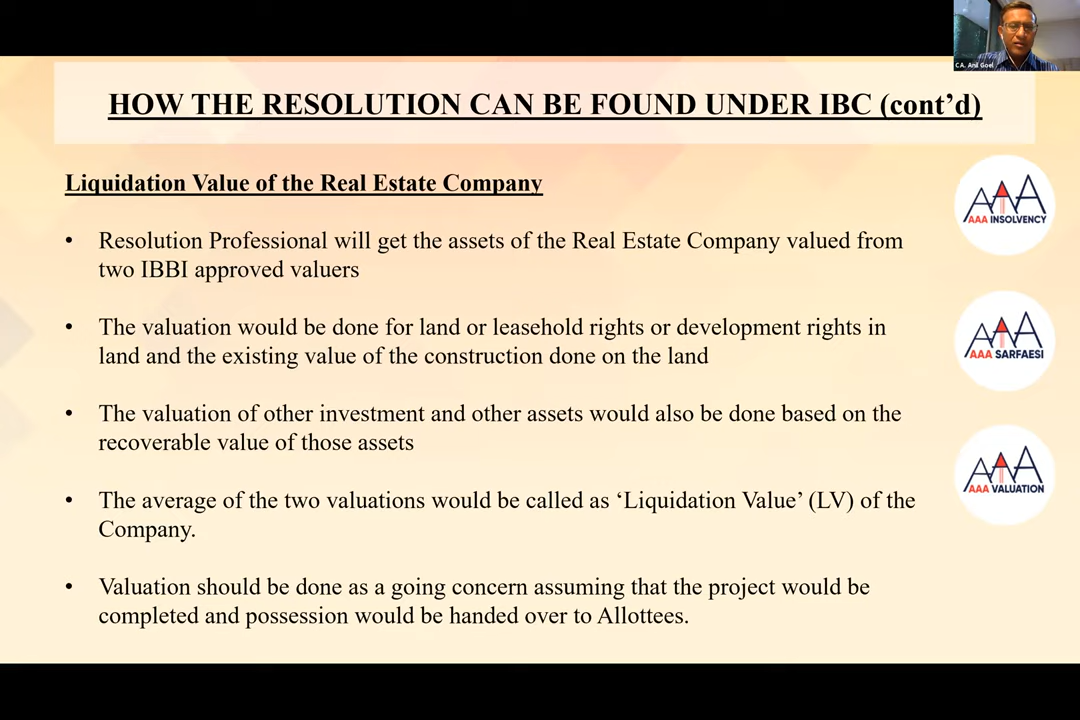 C.A. Anil Goel
HOW THE RESOLUTION CAN BE FOUND UNDER IBC (cont’d)
Liquidation Value of the Real Estate Company
• Resolution Professional will get the assets of the Real Estate Company valued from
two IBBI approved valuers
• The valuation would be done for land or leasehold rights or development rights in
land and the existing value of the construction done on the land
• The valuation of other investment and other assets would also be done based on the
recoverable value of those assets
• The average of the two valuations would be called as ‘Liquidation Value’ (LV) of the
Company.
• Valuation should be done as a going concern assuming that the project would be
completed and possession would be handed over to Allottees.
AAA
AAA INSOLVENCY
AAA
AAA SARFAESI
AAA
AAA VALUATION